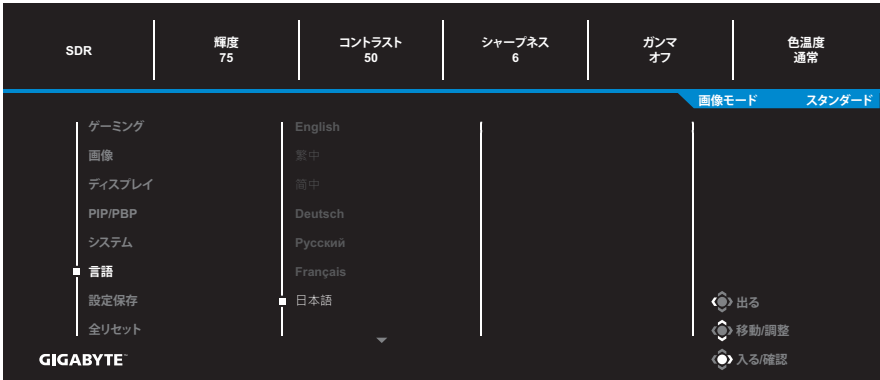 SDR
輝度
75
コントラスト
50
シャープネス
6
ガンマ
オフ
色温度
通常
画像モード
スタンダード
ゲーミング
画像
ディスプレイ
PIP/PBP
システム
言語
設定保存
全リセット
English
繁中
简中
Deutsch
Русский
Français
日本語
出る
移動/調整
入る/確認
GIGABYTE™